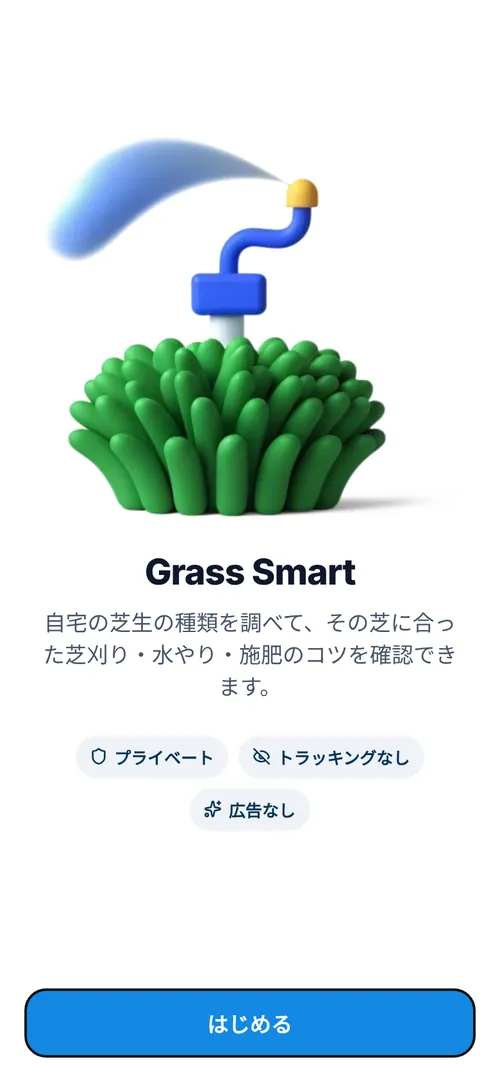 Grass Smart
自宅の芝生の種類を調べて、その芝に合っ
た芝刈り・水やり・施肥のコツを確認でき
ます。
プライベート
トラッキングなし
広告なし
はじめる